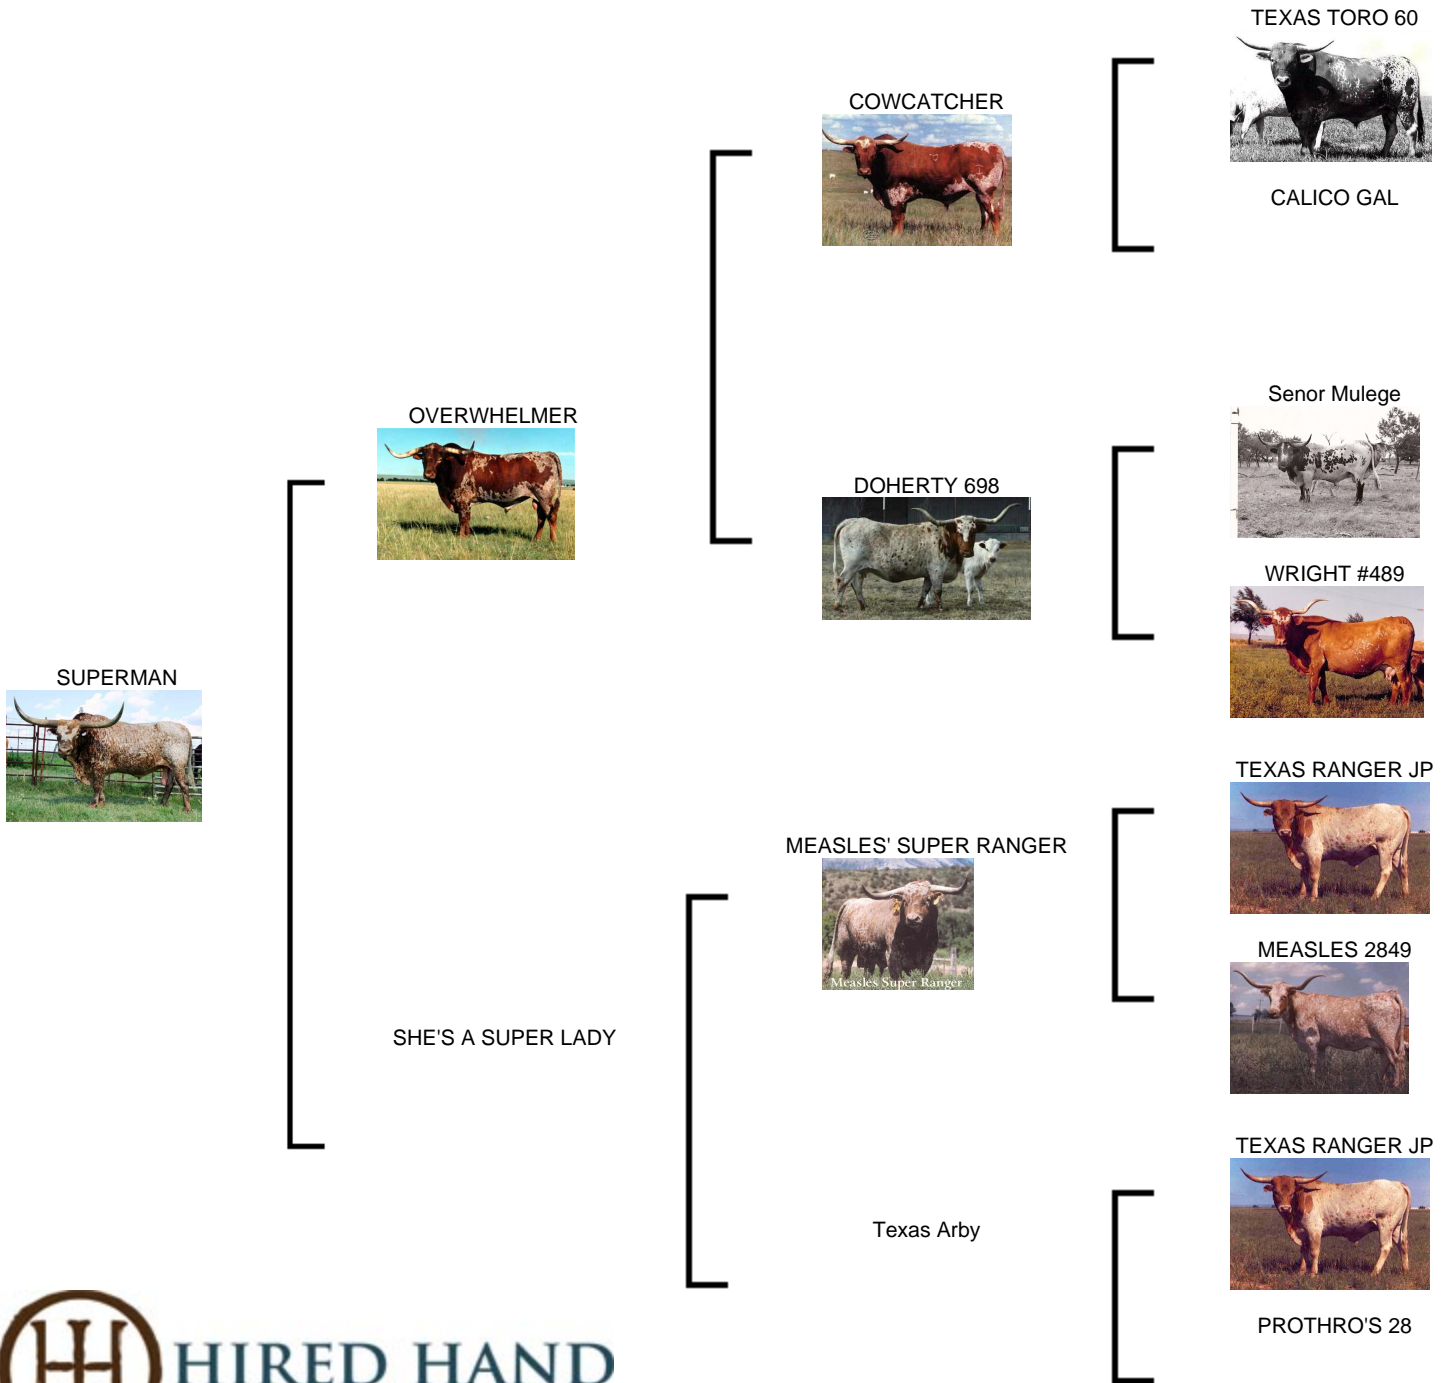 TEXAS TORO 60
COWCATCHER
CALICO GAL
Senor Mulege
OVERWHELMER
DOHERTY 698
WRIGHT #489
SUPERMAN
TEXAS RANGER JP
MEASLES' SUPER RANGER
Measles Super Ranger
MEASLES 2849
SHE'S A SUPER LADY
TEXAS RANGER JP
Texas Arby
PROTHRO'S 28
HIRED HAND